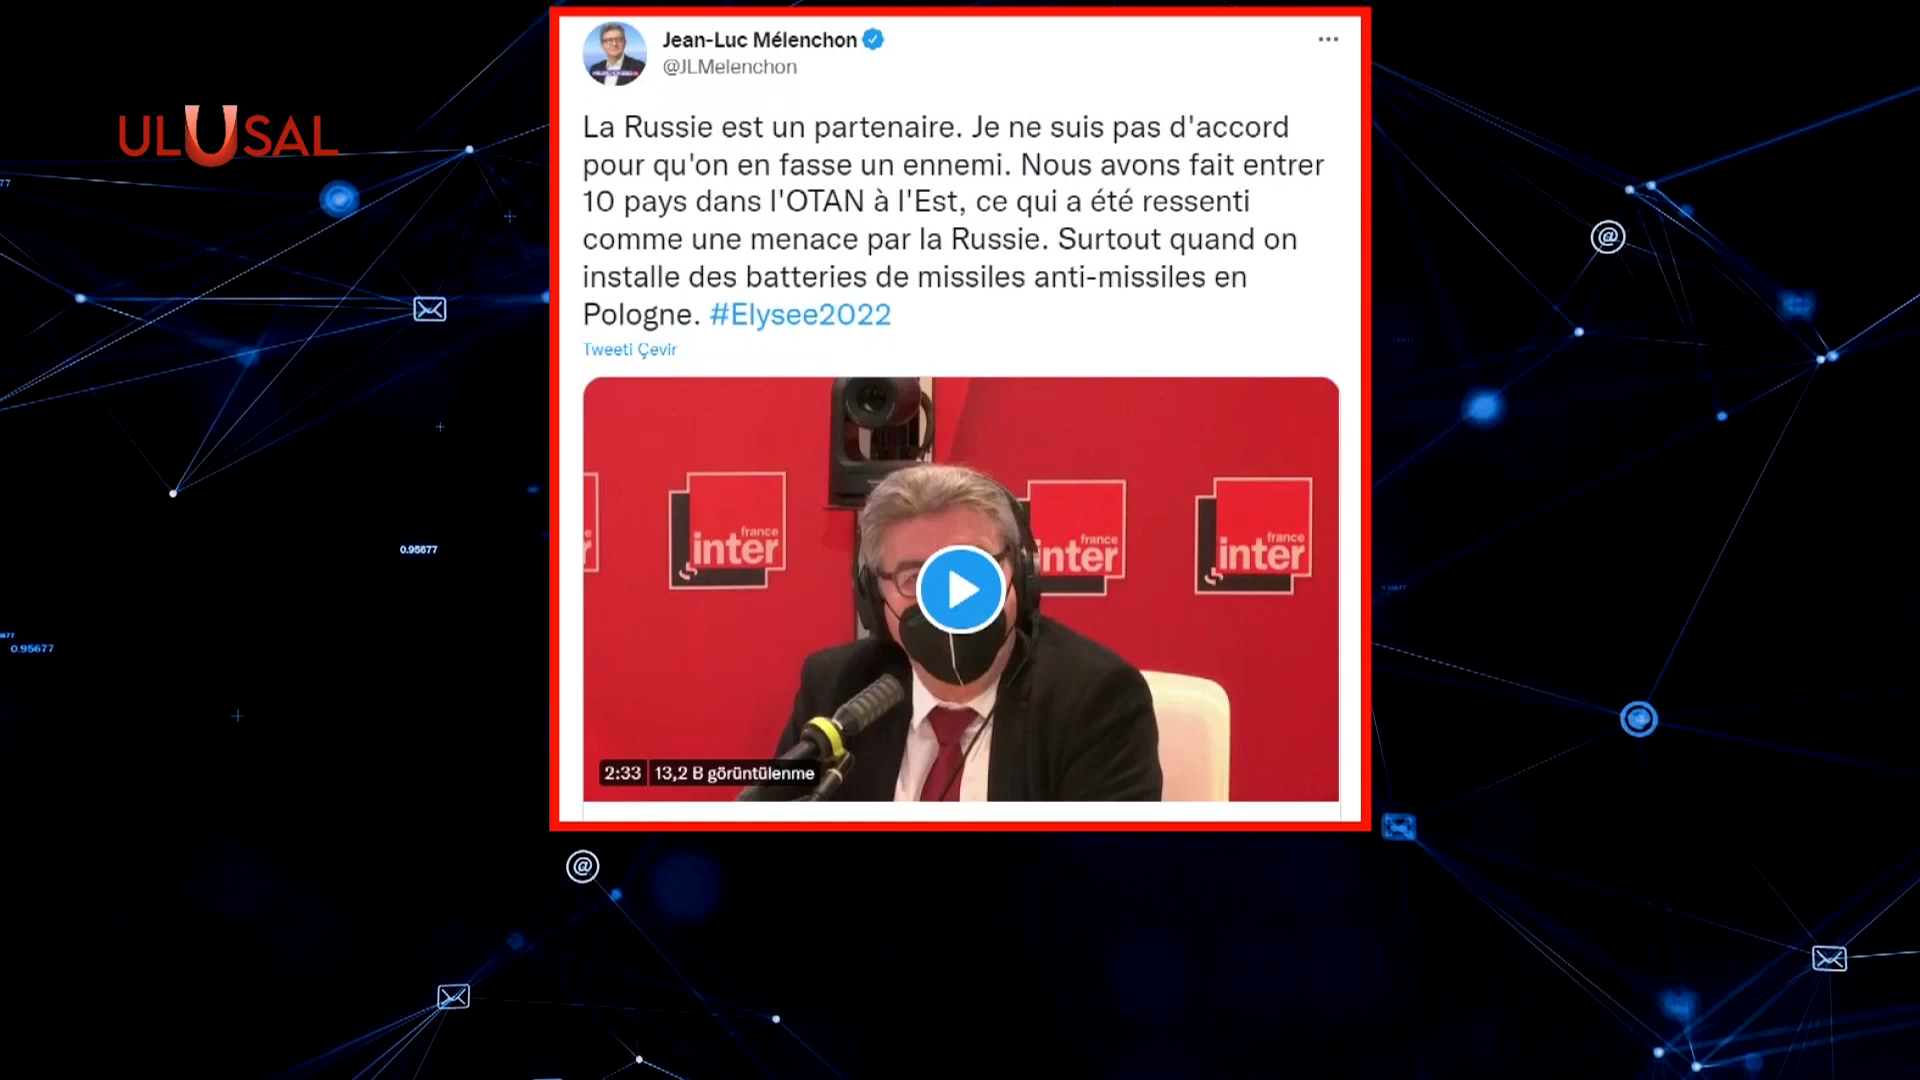 ULUSAL
Jean-Luc Mélenchon
@JLMelenchon
La Russie est un partenaire. Je ne suis pas d'accord
pour qu'on en fasse un ennemi. Nous avons fait entrer
10 pays dans l'OTAN à l'Est, ce qui a été ressenti
comme une menace par la Russie. Surtout quand on
installe des batteries de missiles anti-missiles en
Pologne. #Elysee2022
Tweeti Çevir
france
inter
france
inter
france
inter
2:33 13,2 B görüntülenme
0.95677
0.95677